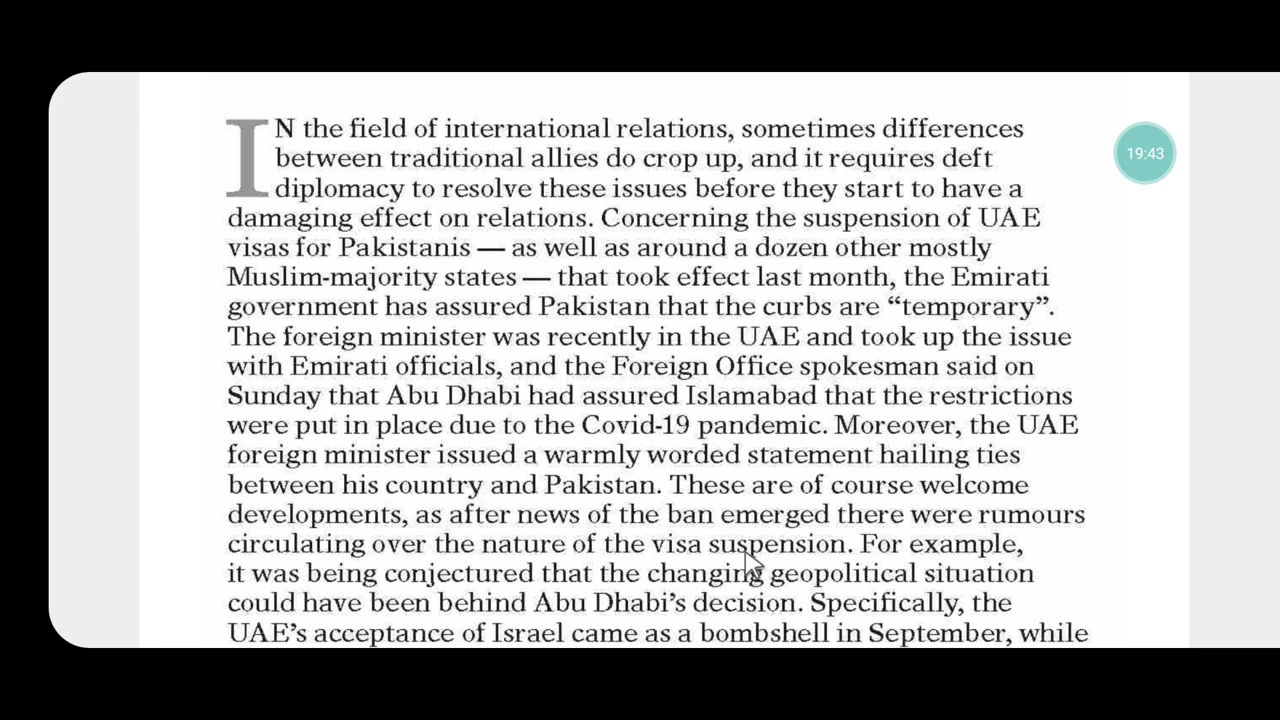 IN the field of international relations, sometimes differences
between traditional allies do crop up, and it requires deft
diplomacy to resolve these issues before they start to have a
damaging effect on relations. Concerning the suspension of UAE
visas for Pakistanis — as well as around a dozen other mostly
Muslim-majority states — that took effect last month, the Emirati
government has assured Pakistan that the curbs are “temporary”.
The foreign minister was recently in the UAE and took up the issue
with Emirati officials, and the Foreign Office spokesman said on
Sunday that Abu Dhabi had assured Islamabad that the restrictions
were put in place due to the Covid-19 pandemic. Moreover, the UAE
foreign minister issued a warmly worded statement hailing ties
between his country and Pakistan. These are of course welcome
developments, as after news of the ban emerged there were rumours
circulating over the nature of the visa suspension. For example,
it was being conjectured that the changing geopolitical situation
could have been behind Abu Dhabi’s decision. Specifically, the
UAE’s acceptance of Israel came as a bombshell in September, while
19:43